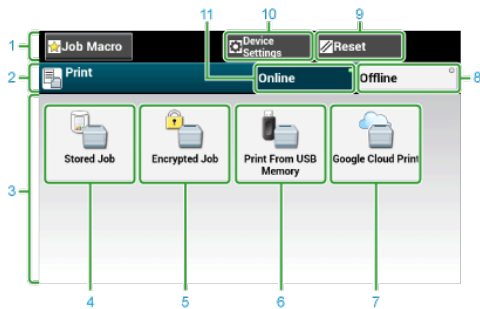 11 10 9
1 Job Macro Device Settings Reset
2 Print Online Offline 8
3
Stored Job Encrypted Job Print From USB Memory Google Cloud Print
4 5 6 7